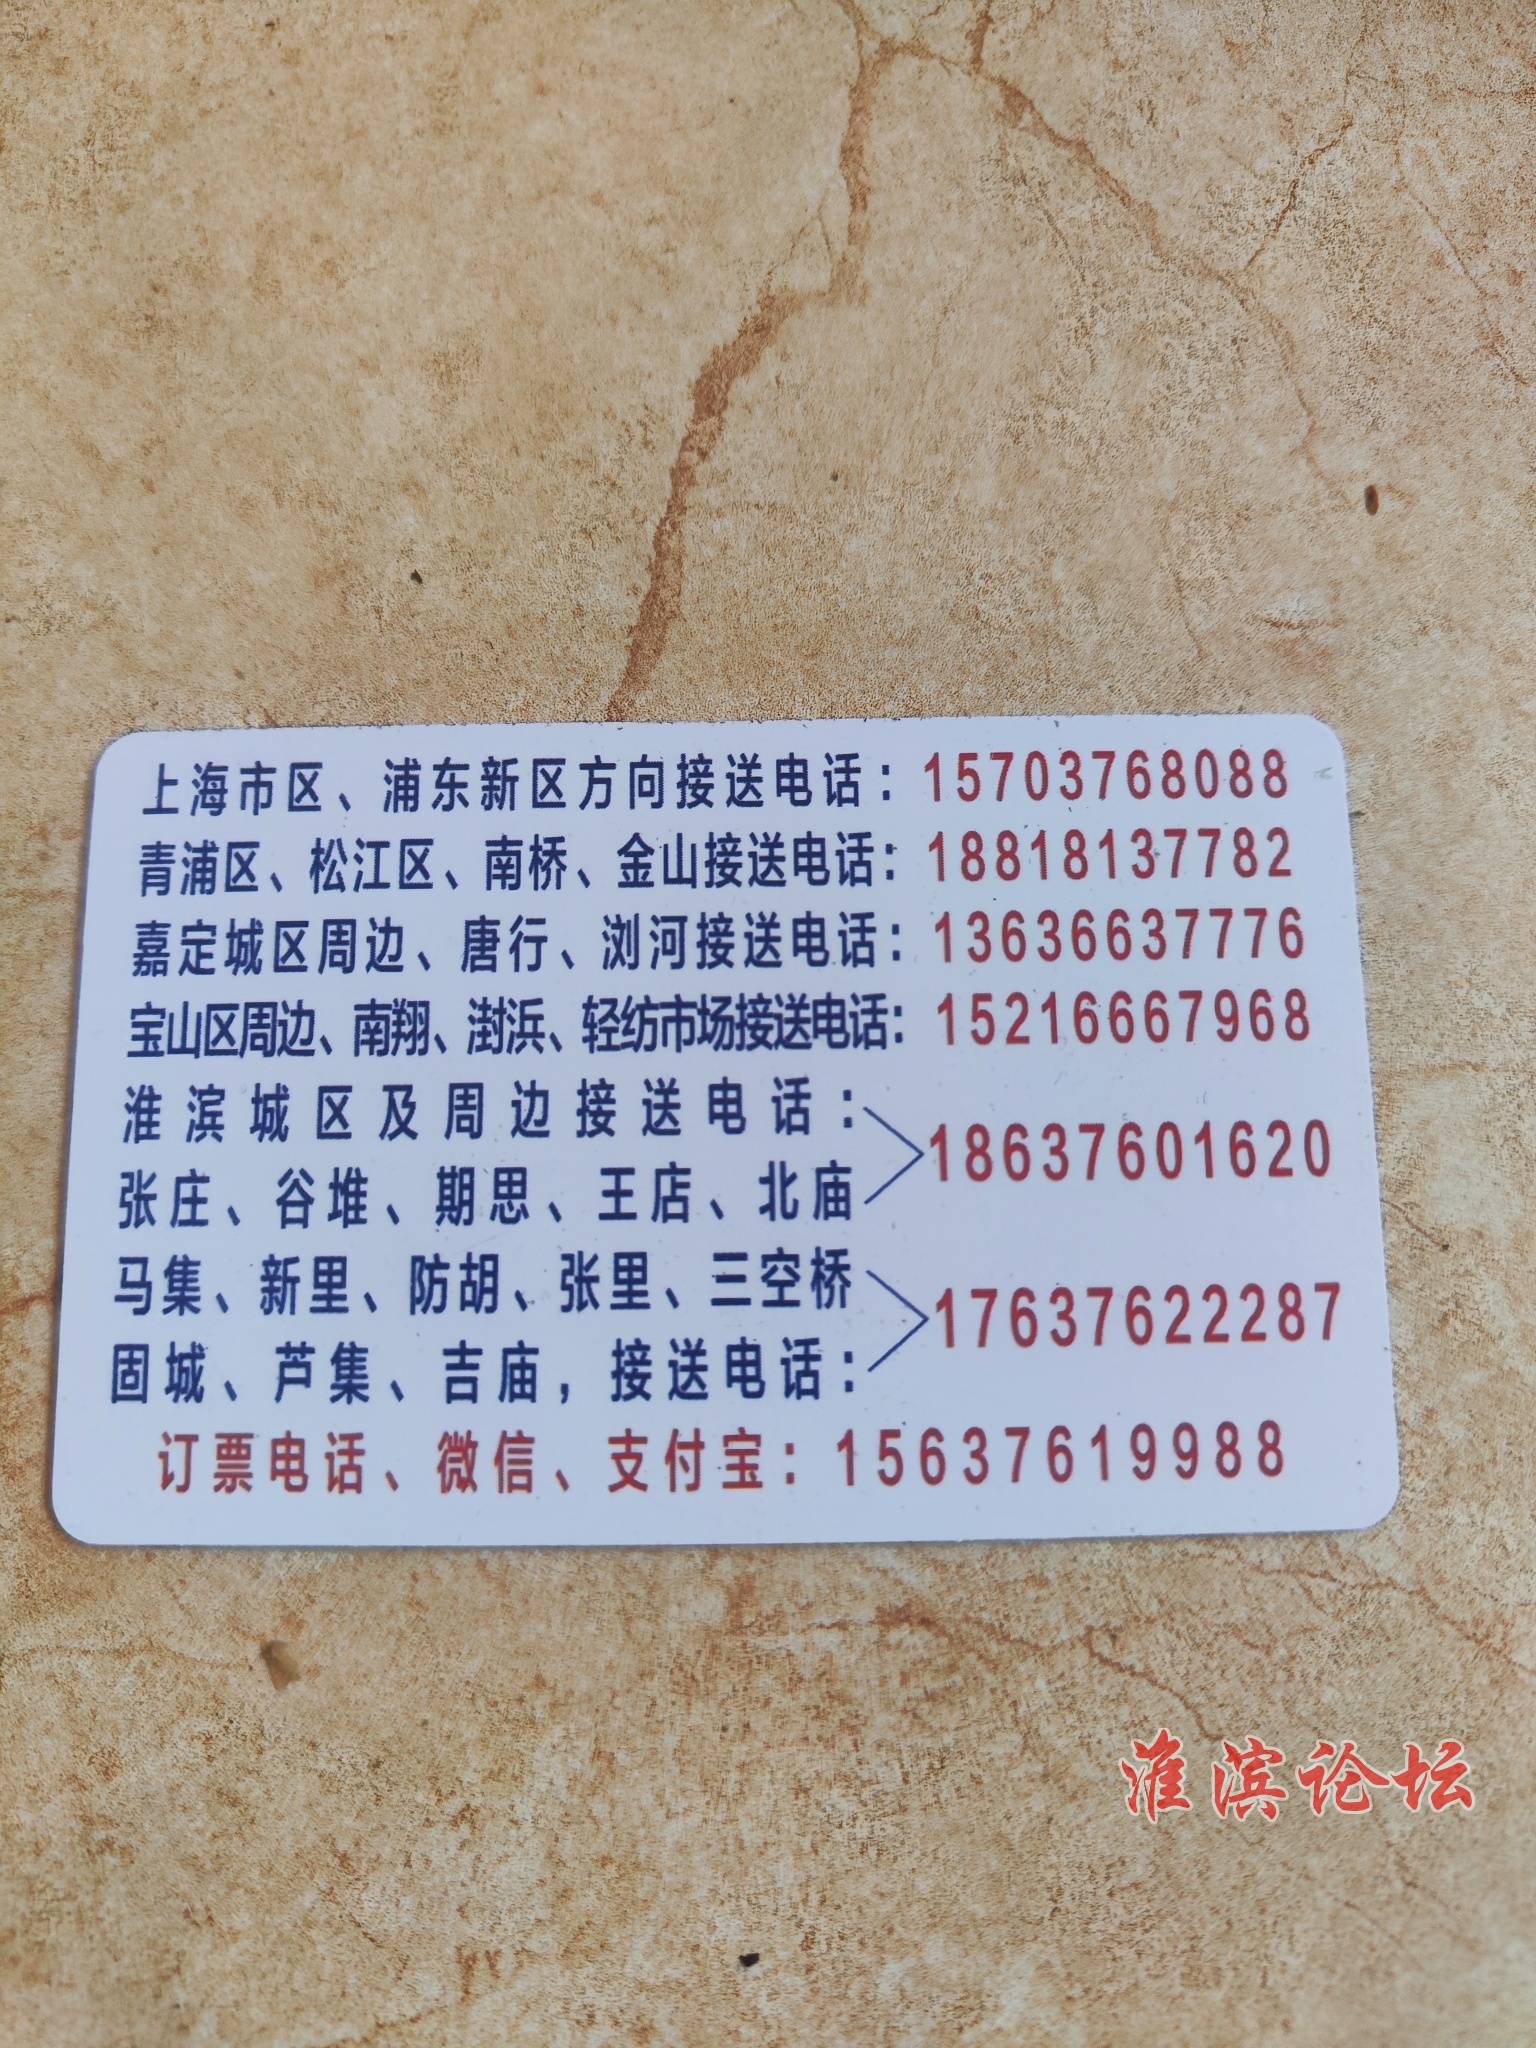 上海市区、浦东新区方向接送电话：15703768088
青浦区、松江区、南桥、金山接送电话：18818137782
嘉定城区周边、唐行、浏河接送电话：13636637776
宝山区周边、南翔、澍浜、轻纺市场接送电话：15216667968
淮滨城区及周边接送电话：
张庄、谷堆、期思、王店、北庙
18637601620
马集、新里、防胡、张里、三空桥
固城、芦集、吉庙，接送电话：
17637622287
订票电话、微信、支付宝：15637619988
淮滨论坛